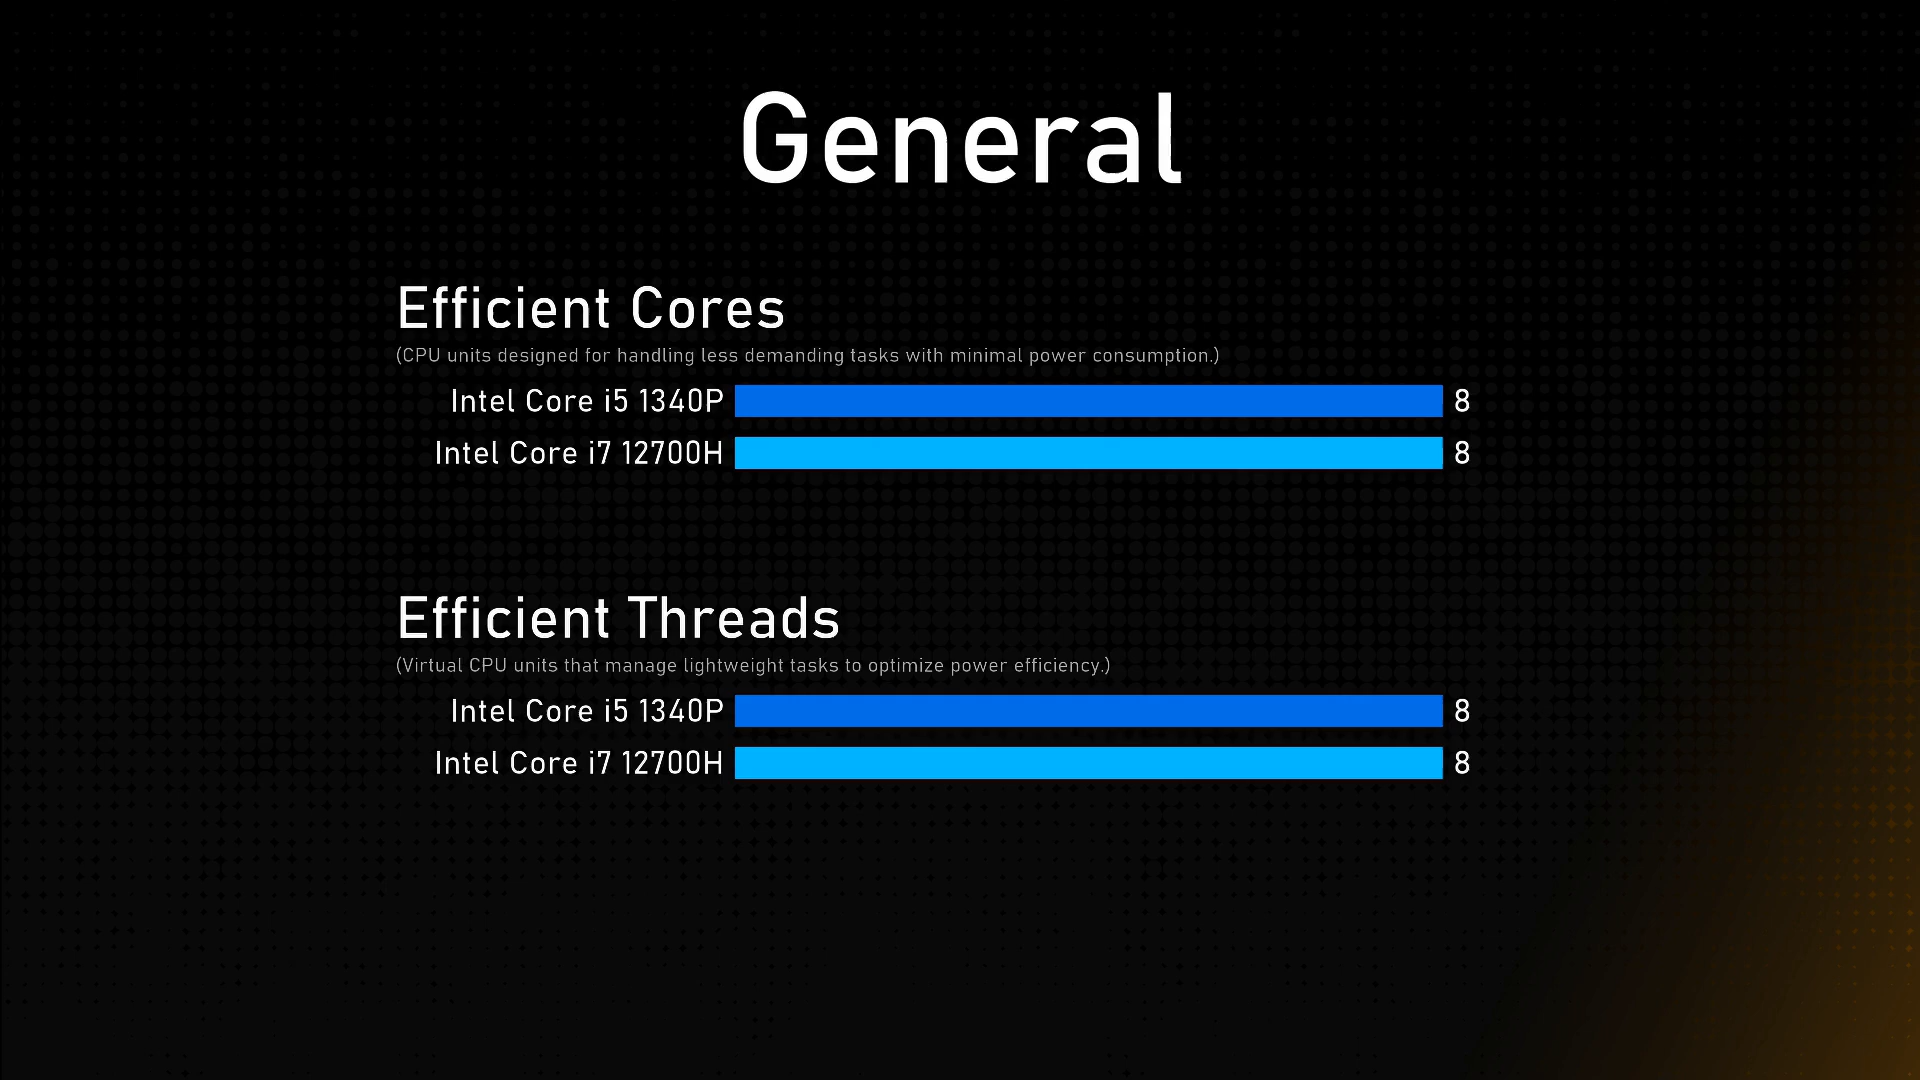 General
Efficient Cores
(CPU units designed for handling less demanding tasks with minimal power consumption.)
Intel Core i5 1340P 8
Intel Core i7 12700H 8
Efficient Threads
(Virtual CPU units that manage lightweight tasks to optimize power efficiency.)
Intel Core i5 1340P 8
Intel Core i7 12700H 8